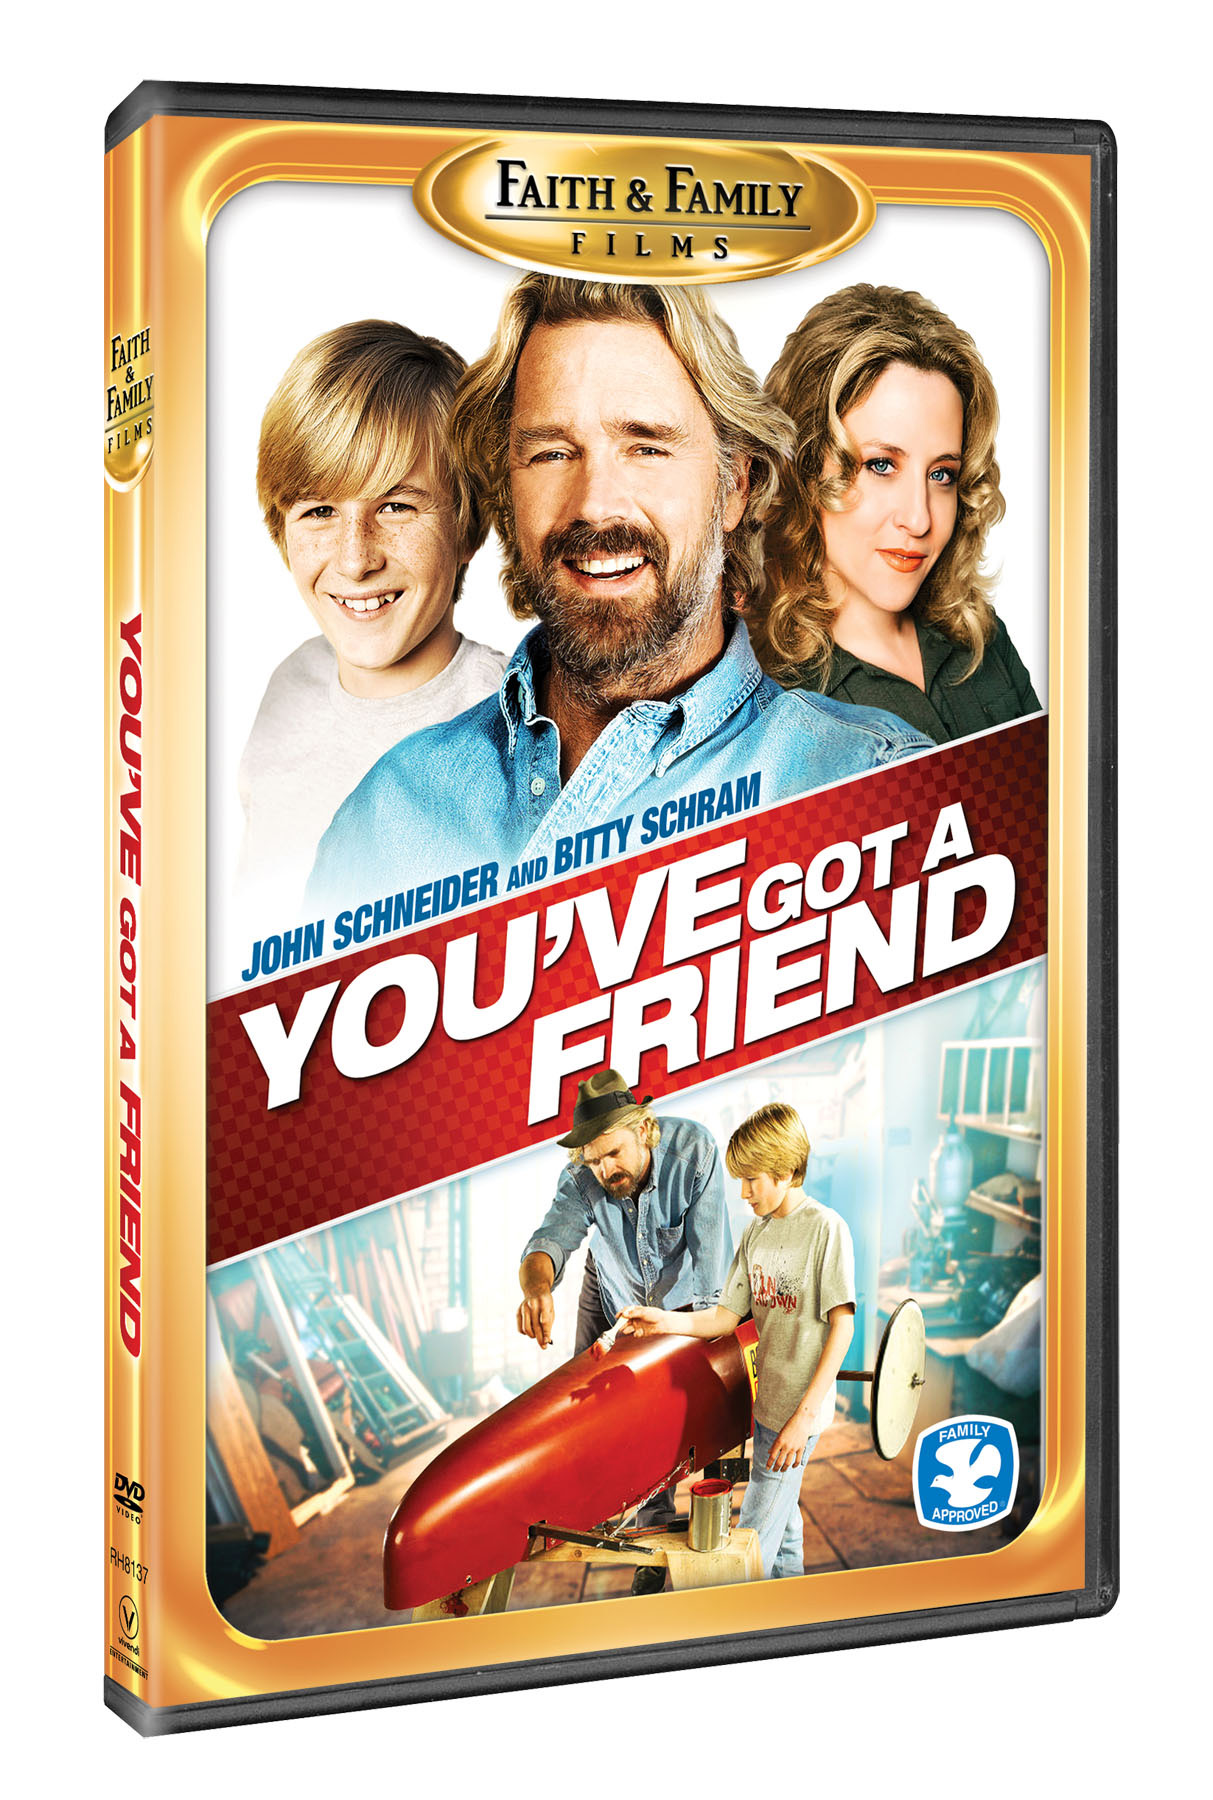 FAITH & FAMILY
FILMS
JOHN SCHNEIDER AND BITTY SCHRAM
YOU'VE GOT A
FRIEND
FAMILY
APPROVED
FAITH
&
FAMILY
FILMS
YOU'VE GOT A FRIEND
DVD
VIDEO
RH8137
V
vivendi
ENTERTAINMENT